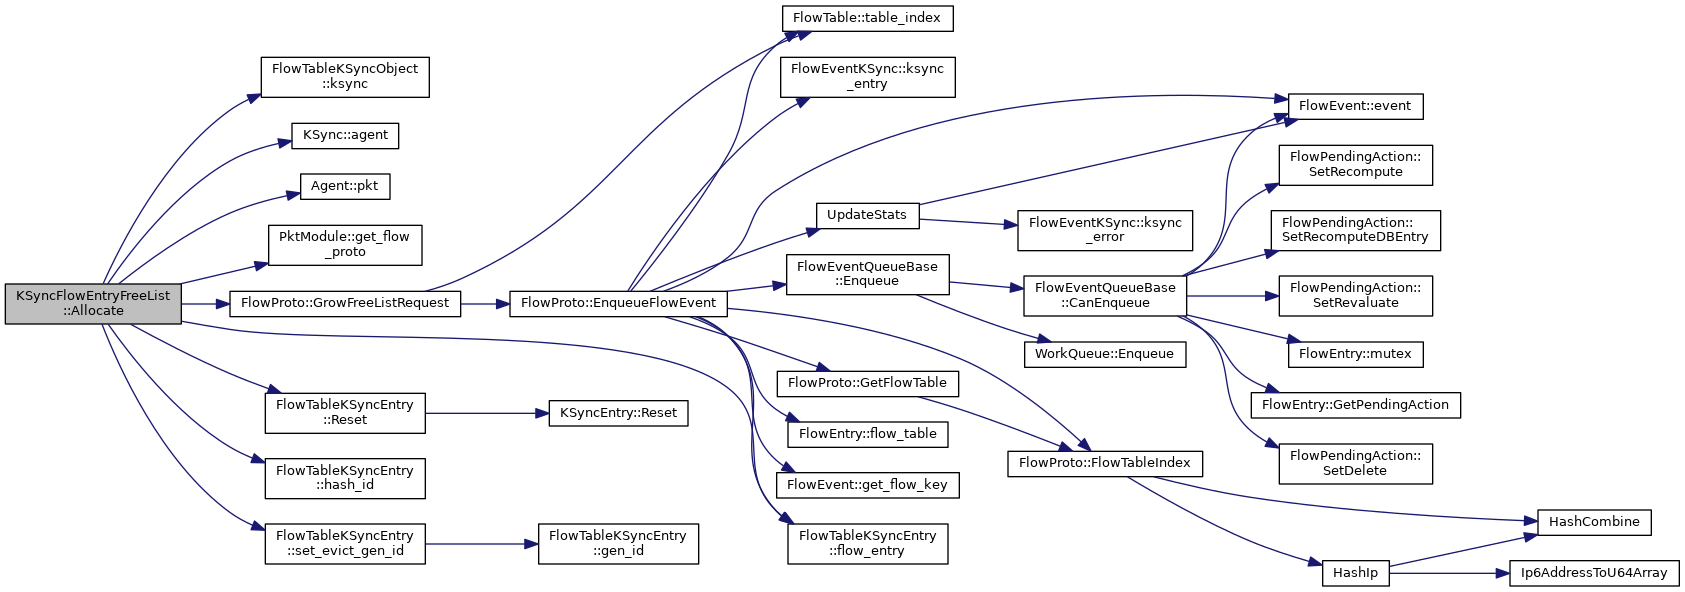 KSyncFlowEntryFreeList
::Allocate
FlowTableKSyncObject
::ksync
KSync::agent
Agent::pkt
PktModule::get_flow
_proto
FlowProto::GrowFreeListRequest
FlowTableKSyncEntry
::Reset
FlowTableKSyncEntry
::hash_id
FlowTableKSyncEntry
::set_evict_gen_id
FlowProto::EnqueueFlowEvent
KSyncEntry::Reset
FlowTableKSyncEntry
::gen_id
FlowTable::table_index
FlowEventKSync::ksync
_entry
UpdateStats
FlowEventQueueBase
::Enqueue
FlowProto::GetFlowTable
FlowEntry::flow_table
FlowEvent::get_flow_key
FlowTableKSyncEntry
::flow_entry
FlowEventKSync::ksync
_error
FlowEventQueueBase
::CanEnqueue
WorkQueue::Enqueue
FlowProto::FlowTableIndex
FlowEvent::event
FlowPendingAction::
SetRecompute
FlowPendingAction::
SetRecomputeDBEntry
FlowPendingAction::
SetRevaluate
FlowEntry::mutex
FlowEntry::GetPendingAction
FlowPendingAction::
SetDelete
HashIp
HashCombine
Ip6AddressToU64Array